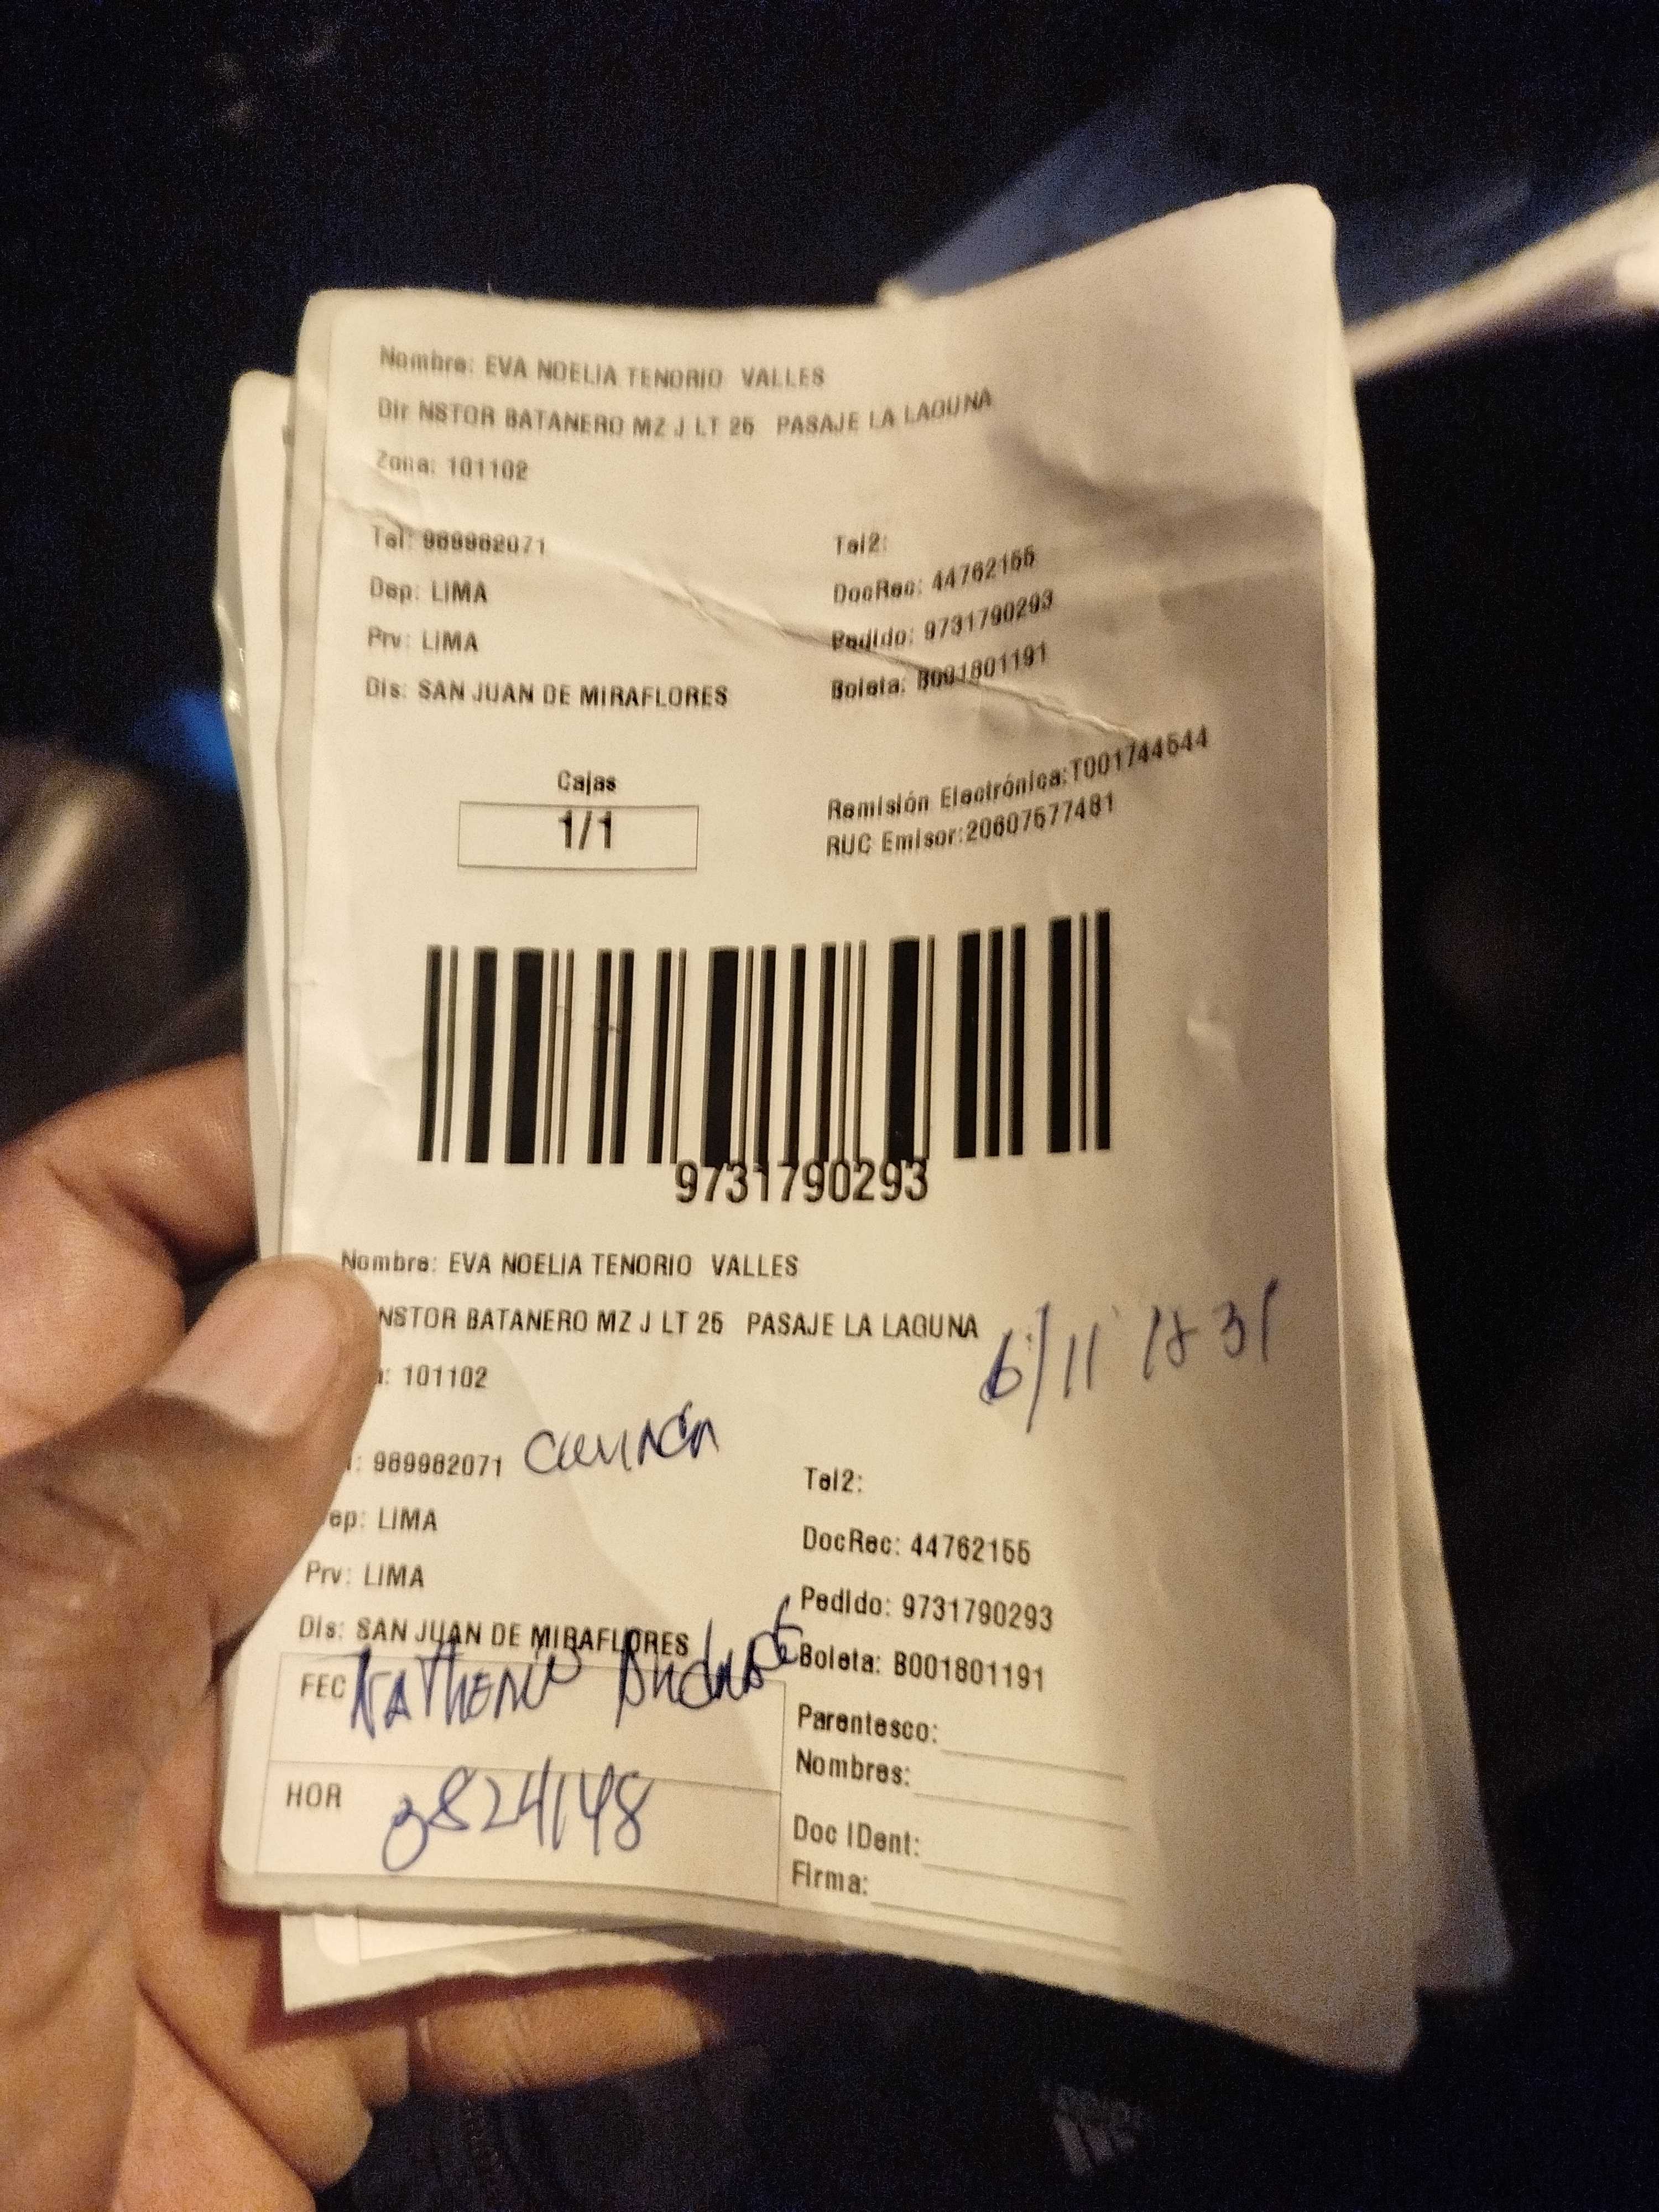 Nombre: EVA NOELIA TENORIO VALLES
Dir NSTOR BATANERO MZ J LT 25 PASAJE LA LAGUNA
Zona: 101102
Tel: 989982071 Tel2:
Dep: LIMA DocRec: 44762155
Prv: LIMA Pedido: 9731790293
Dis: SAN JUAN DE MIRAFLORES Boleta: B001801191
Cajas
1/1
Remisión Electrónica:T001744544
RUC Emisor:20607577481
9731790293
Nombre: EVA NOELIA TENORIO VALLES
NSTOR BATANERO MZ J LT 25 PASAJE LA LAGUNA
6/11 18 31
: 101102
: 989982071
Tel2:
ep: LIMA DocRec: 44762155
Prv: LIMA Pedido: 9731790293
Dis: SAN JUAN DE MIRAFLORES Boleta: B001801191
FEC
Parentesco:
Nombres:
HOR
Doc IDent:
Firma: